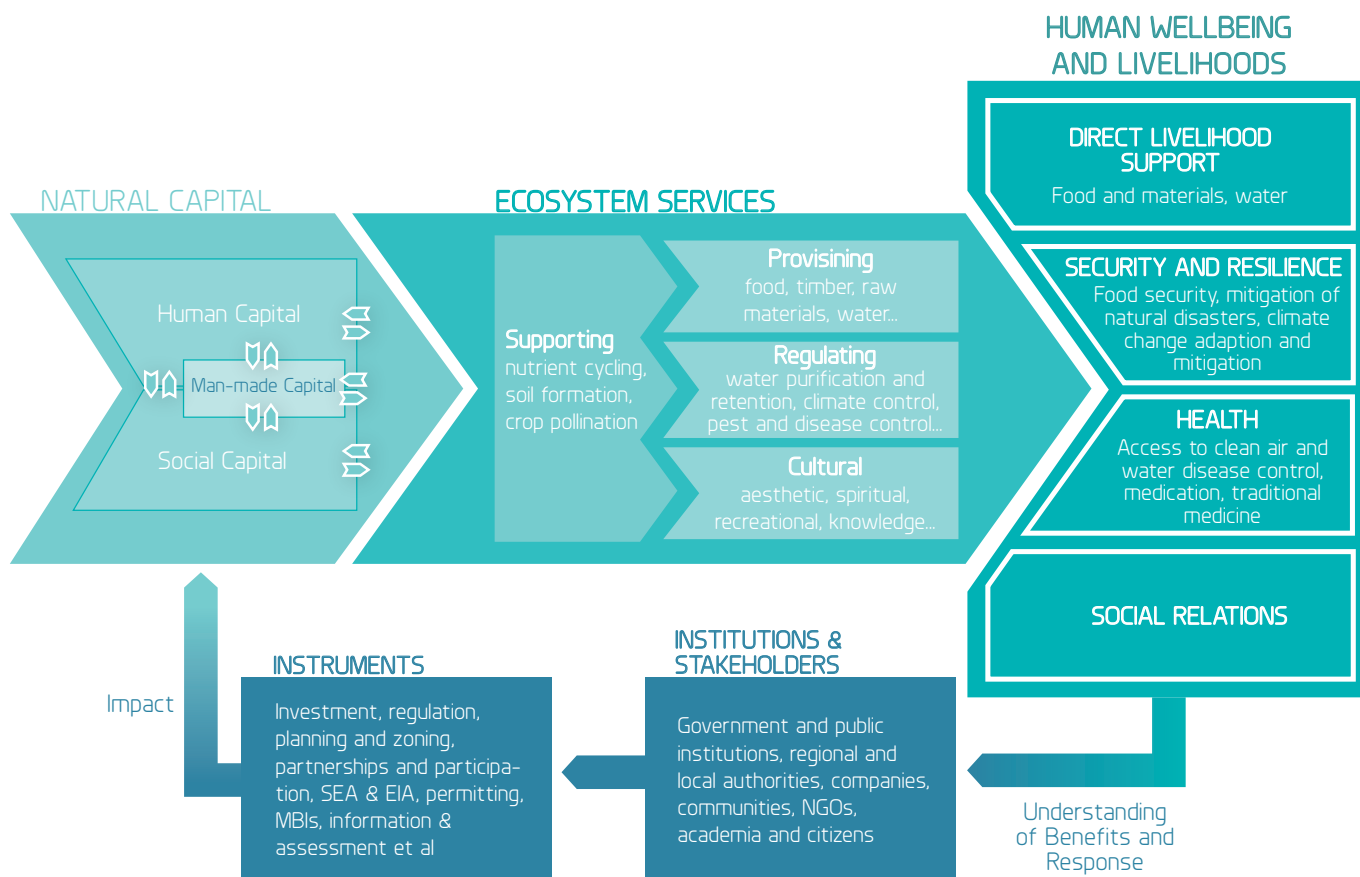 NATURAL CAPITAL
Human Capital
Man-made Capital
Social Capital
ECOSYSTEM SERVICES
Supporting
nutrient cycling,
soil formation,
crop pollination
Provisining
food, timber, raw
materials, water...
Regulating
water purification and
retention, climate control,
pest and disease control...
Cultural
aesthetic, spiritual,
recreational, knowledge...
HUMAN WELLBEING
AND LIVELIHOODS
DIRECT LIVELIHOOD
SUPPORT
Food and materials, water
SECURITY AND RESILIENCE
Food security, mitigation of
natural disasters, climate
change adaption and
mitigation
HEALTH
Access to clean air and
water disease control,
medication, traditional
medicine
SOCIAL RELATIONS
Understanding
of Benefits and
Response
INSTITUTIONS &
STAKEHOLDERS
Government and public
institutions, regional and
local authorities, companies,
communities, NGOs,
academia and citizens
INSTRUMENTS
Investment, regulation,
planning and zoning,
partnerships and participa-
tion, SEA & EIA, permitting,
MBIs, information &
assessment et al
Impact